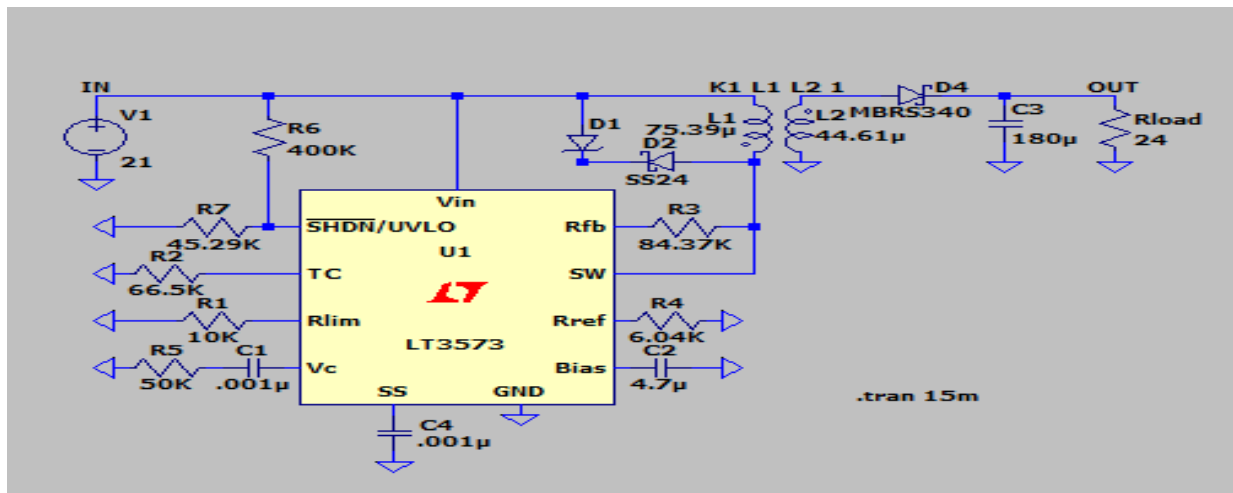 IN
K1 L1 L2 1
D4
OUT
V1
L1
L2
MBRS340
C3
Rload
R6
D1
75.39µ
44.61µ
180µ
24
21
400K
D2
SS24
Vin
R7
SHDN/UVLO
Rfb
R3
45.29K
U1
84.37K
R2
TC
SW
66.5K
R1
Rlim
Rref
R4
10K
LT3573
6.04K
R5
C1
Vc
Bias
C2
50K
.001µ
4.7µ
SS
GND
.tran 15m
C4
.001µ